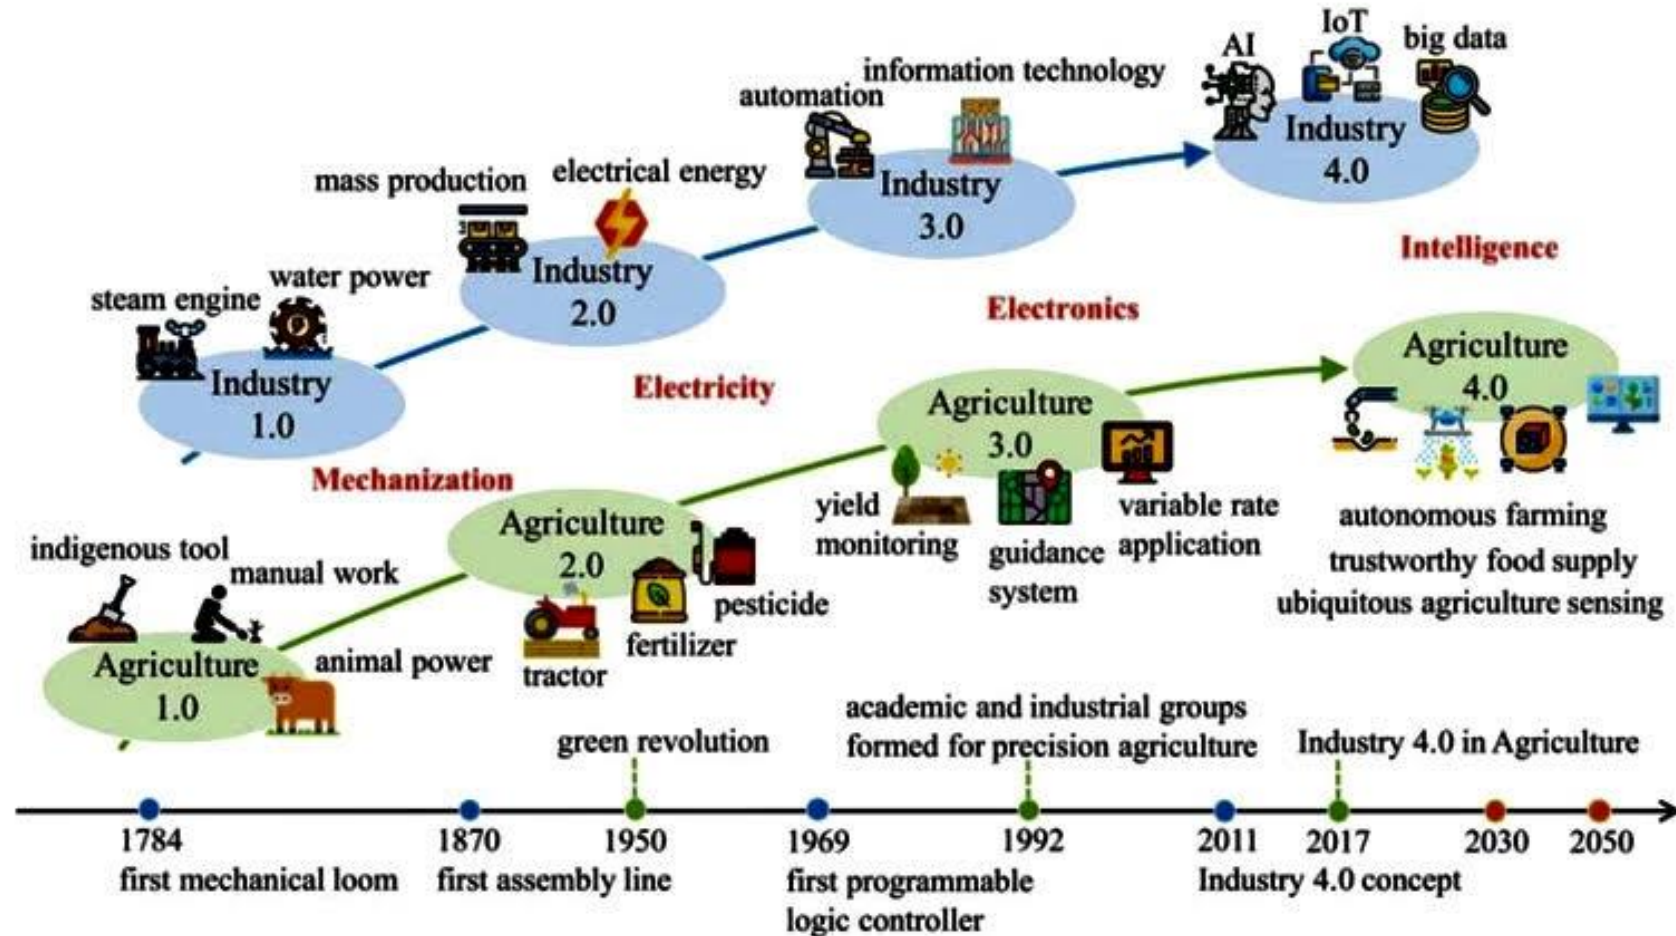 AI
IoT
big data
information technology
automation
Industry
4.0
electrical energy
mass production
Industry
3.0
Intelligence
water power
steam engine
Industry
2.0
Electronics
Industry
1.0
Electricity
Agriculture
4.0
Mechanization
Agriculture
3.0
yield
monitoring
guidance
system
variable rate
application
autonomous farming
trustworthy food supply
ubiquitous agriculture sensing
indigenous tool
manual work
Agriculture
2.0
pesticide
fertilizer
tractor
Agriculture
1.0
animal power
green revolution
academic and industrial groups
formed for precision agriculture
Industry 4.0 in Agriculture
1784
first mechanical loom
1870
first assembly line
1950
1969
first programmable
logic controller
1992
2011
Industry 4.0 concept
2017
2030
2050